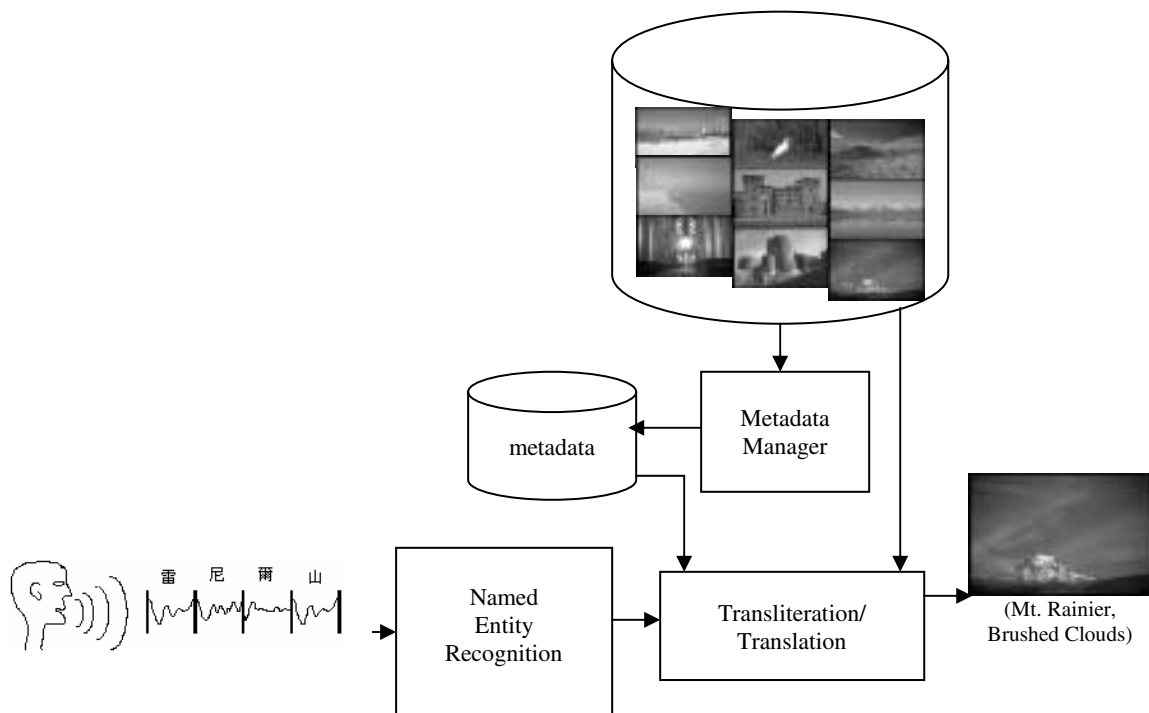 Metadata
Manager
metadata
雷 尼 爾 山
Named
Entity
Recognition
Transliteration/
Translation
(Mt. Rainier,
Brushed Clouds)